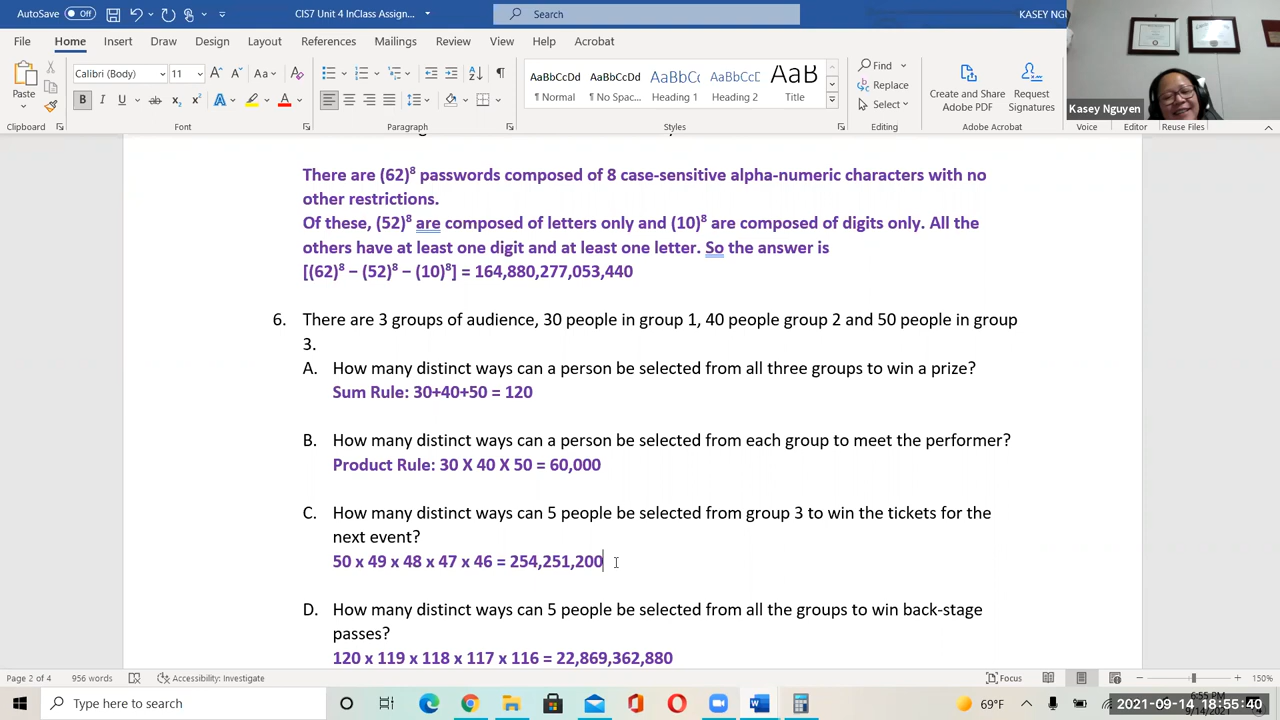 AutoSave Off
Search
KASEY NGU
File Home Insert Draw Design Layout References Mailings Review View Help Acrobat
Calibri (Body) 11
Paste
AaBbCcDd AaBbCcDd AaBbCc AaBbCcC AaB
¶ Normal ¶ No Spac... Heading 1 Heading 2 Title
Find
Replace
Select
Create and Share Adobe PDF
Request Signatures
Clipboard Font Paragraph Styles Editing Adobe Acrobat Voice Editor Reuse Files
Kasey Nguyen
There are (62)⁸ passwords composed of 8 case-sensitive alpha-numeric characters with no
other restrictions.
Of these, (52)⁸ are composed of letters only and (10)⁸ are composed of digits only. All the
others have at least one digit and at least one letter. So the answer is
[(62)⁸ − (52)⁸ − (10)⁸] = 164,880,277,053,440
6. There are 3 groups of audience, 30 people in group 1, 40 people group 2 and 50 people in group
3.
A. How many distinct ways can a person be selected from all three groups to win a prize?
Sum Rule: 30+40+50 = 120
B. How many distinct ways can a person be selected from each group to meet the performer?
Product Rule: 30 X 40 X 50 = 60,000
C. How many distinct ways can 5 people be selected from group 3 to win the tickets for the
next event?
50 x 49 x 48 x 47 x 46 = 254,251,200
D. How many distinct ways can 5 people be selected from all the groups to win back-stage
passes?
120 x 119 x 118 x 117 x 116 = 22,869,362,880
Page 2 of 4 956 words Accessibility: Investigate Focus 150%
Type here to search
69°F
6:55 PM
9/14/2021
2021-09-14 18:55:40